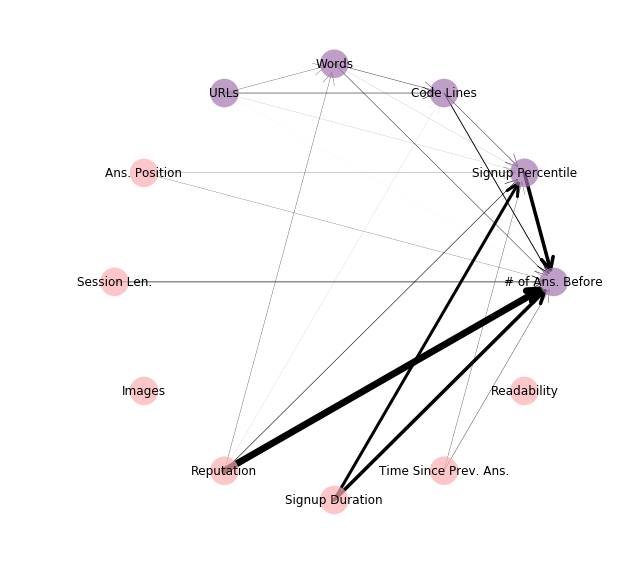 Words
URLs
Code Lines
Ans. Position
Signup Percentile
Session Len.
# of Ans. Before
Images
Readability
Reputation
Time Since Prev. Ans.
Signup Duration